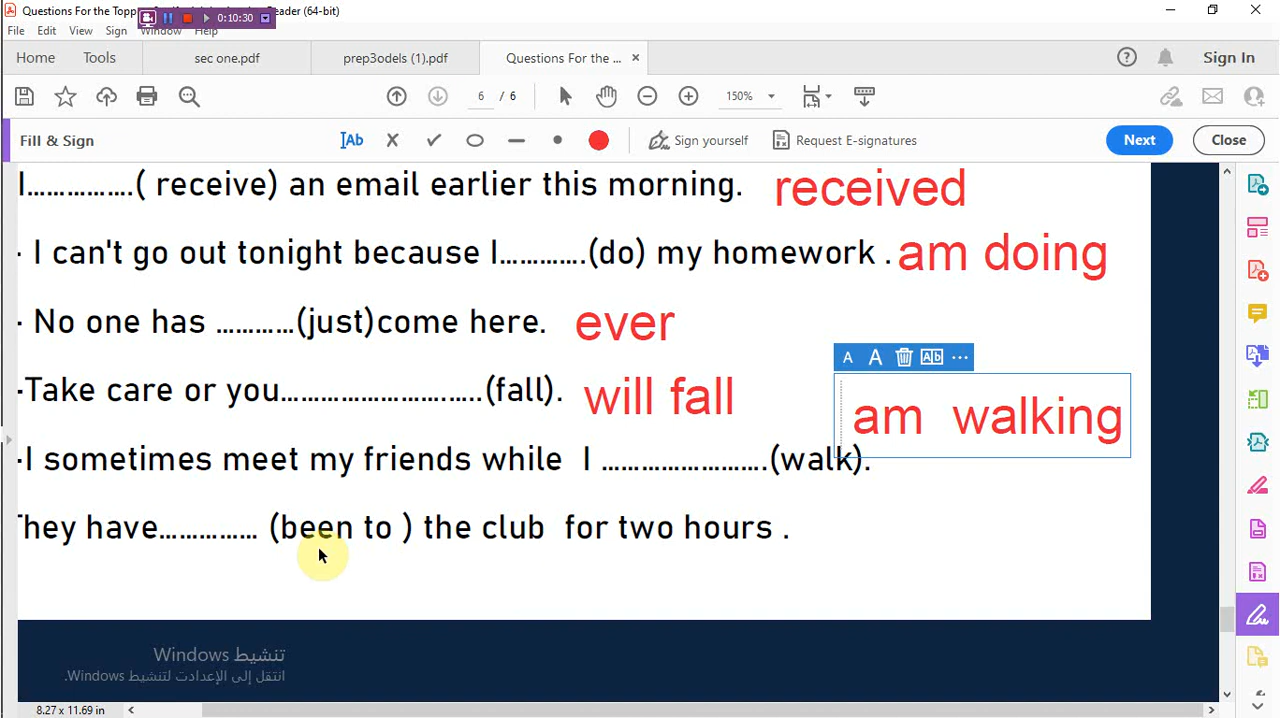 Questions For the Topp Reader (64-bit)
0:10:30
File Edit View Sign Window Help
Home Tools sec one.pdf prep3odels (1).pdf Questions For the ... × Sign In
6 / 6 150%
Fill & Sign Ab Sign yourself Request E-signatures Next Close
I…………….( receive) an email earlier this morning. received
- I can't go out tonight because I………….(do) my homework . am doing
- No one has …………(just)come here. ever
-Take care or you…………………….…..(fall). will fall
A A Ab ...
am walking
-I sometimes meet my friends while I …………………….(walk).
They have…………… (been to ) the club for two hours .
تنشيط Windows
انتقل إلى الإعدادت لتنشيط Windows.
8.27 x 11.69 in